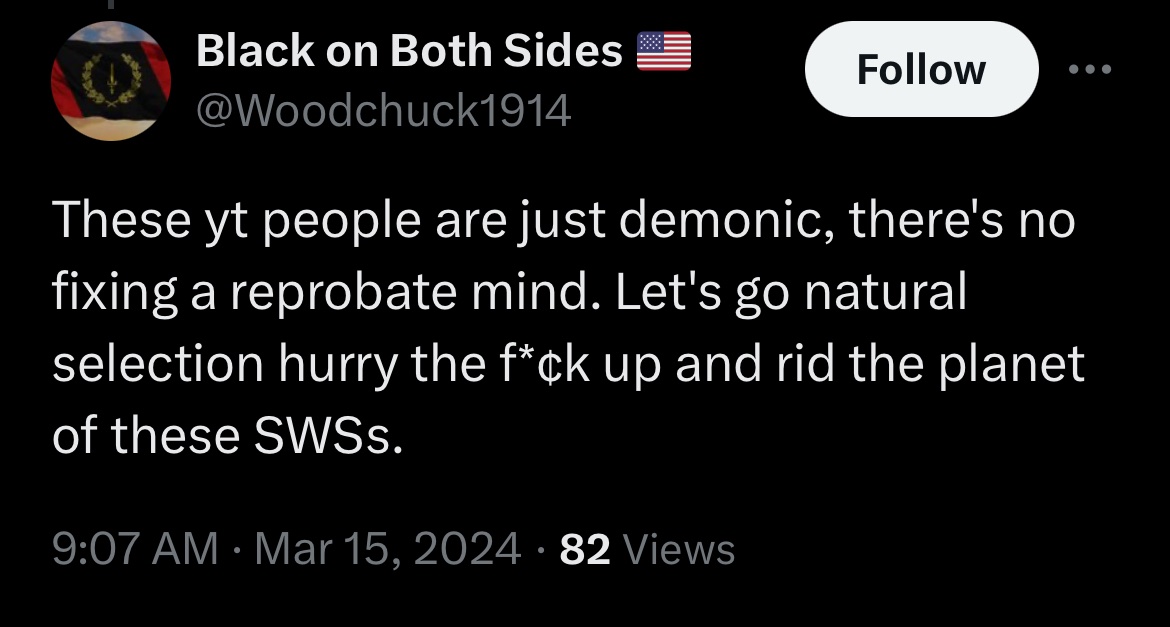 Black on Both Sides 🇺🇸
Follow
@Woodchuck1914
These yt people are just demonic, there's no
fixing a reprobate mind. Let's go natural
selection hurry the f*¢k up and rid the planet
of these SWSs.
9:07 AM · Mar 15, 2024 · 82 Views